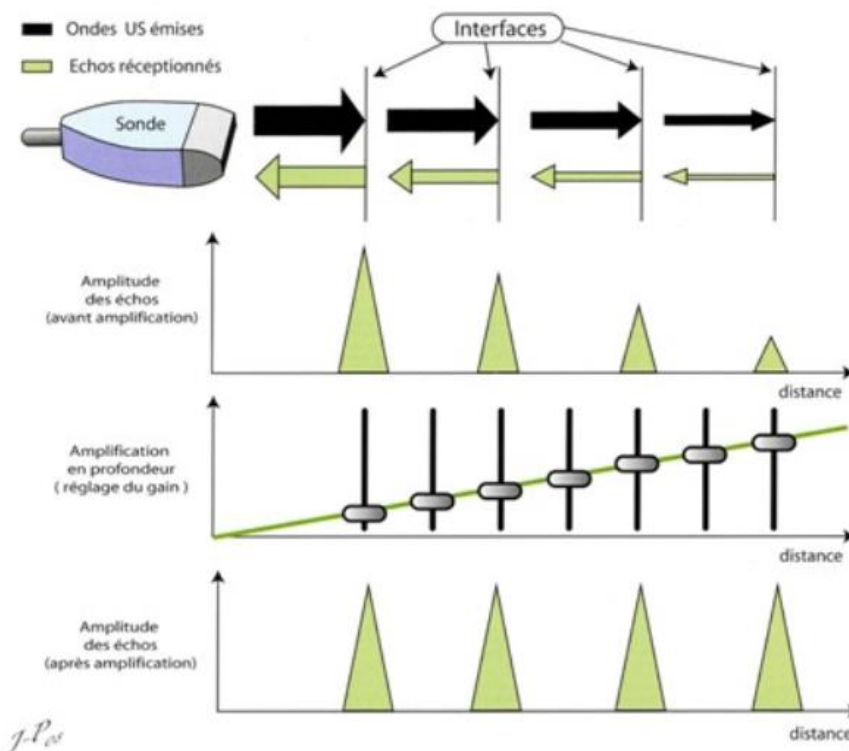 Ondes US émises
Interfaces
Echos réceptionnés
Sonde
Amplitude
des échos
(avant amplification)
distance
Amplification
en profondeur
( réglage du gain )
distance
Amplitude
des échos
(après amplification)
distance
J-P 08